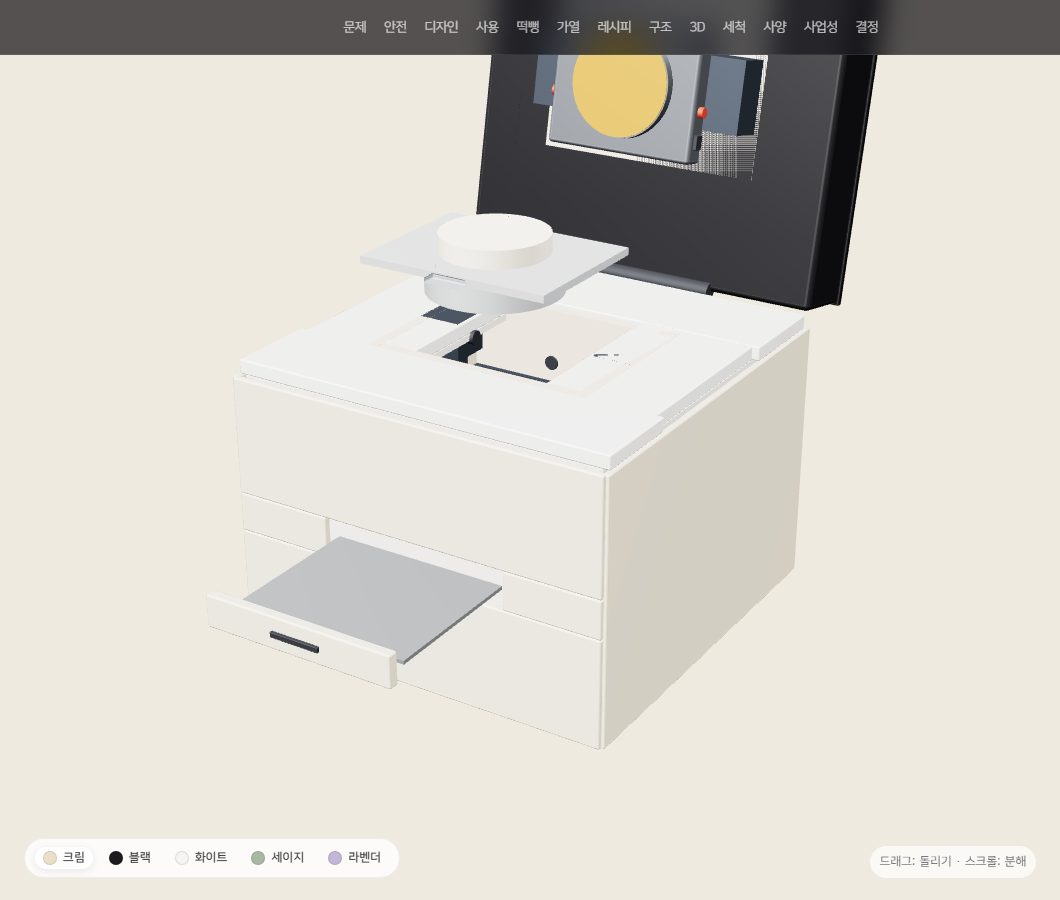 문제 안전 디자인 사용 떡뻥 가열 레시피 구조 3D 세척 사양 사업성 결정
크림 블랙 화이트 세이지 라벤더
드래그: 돌리기 · 스크롤: 분해